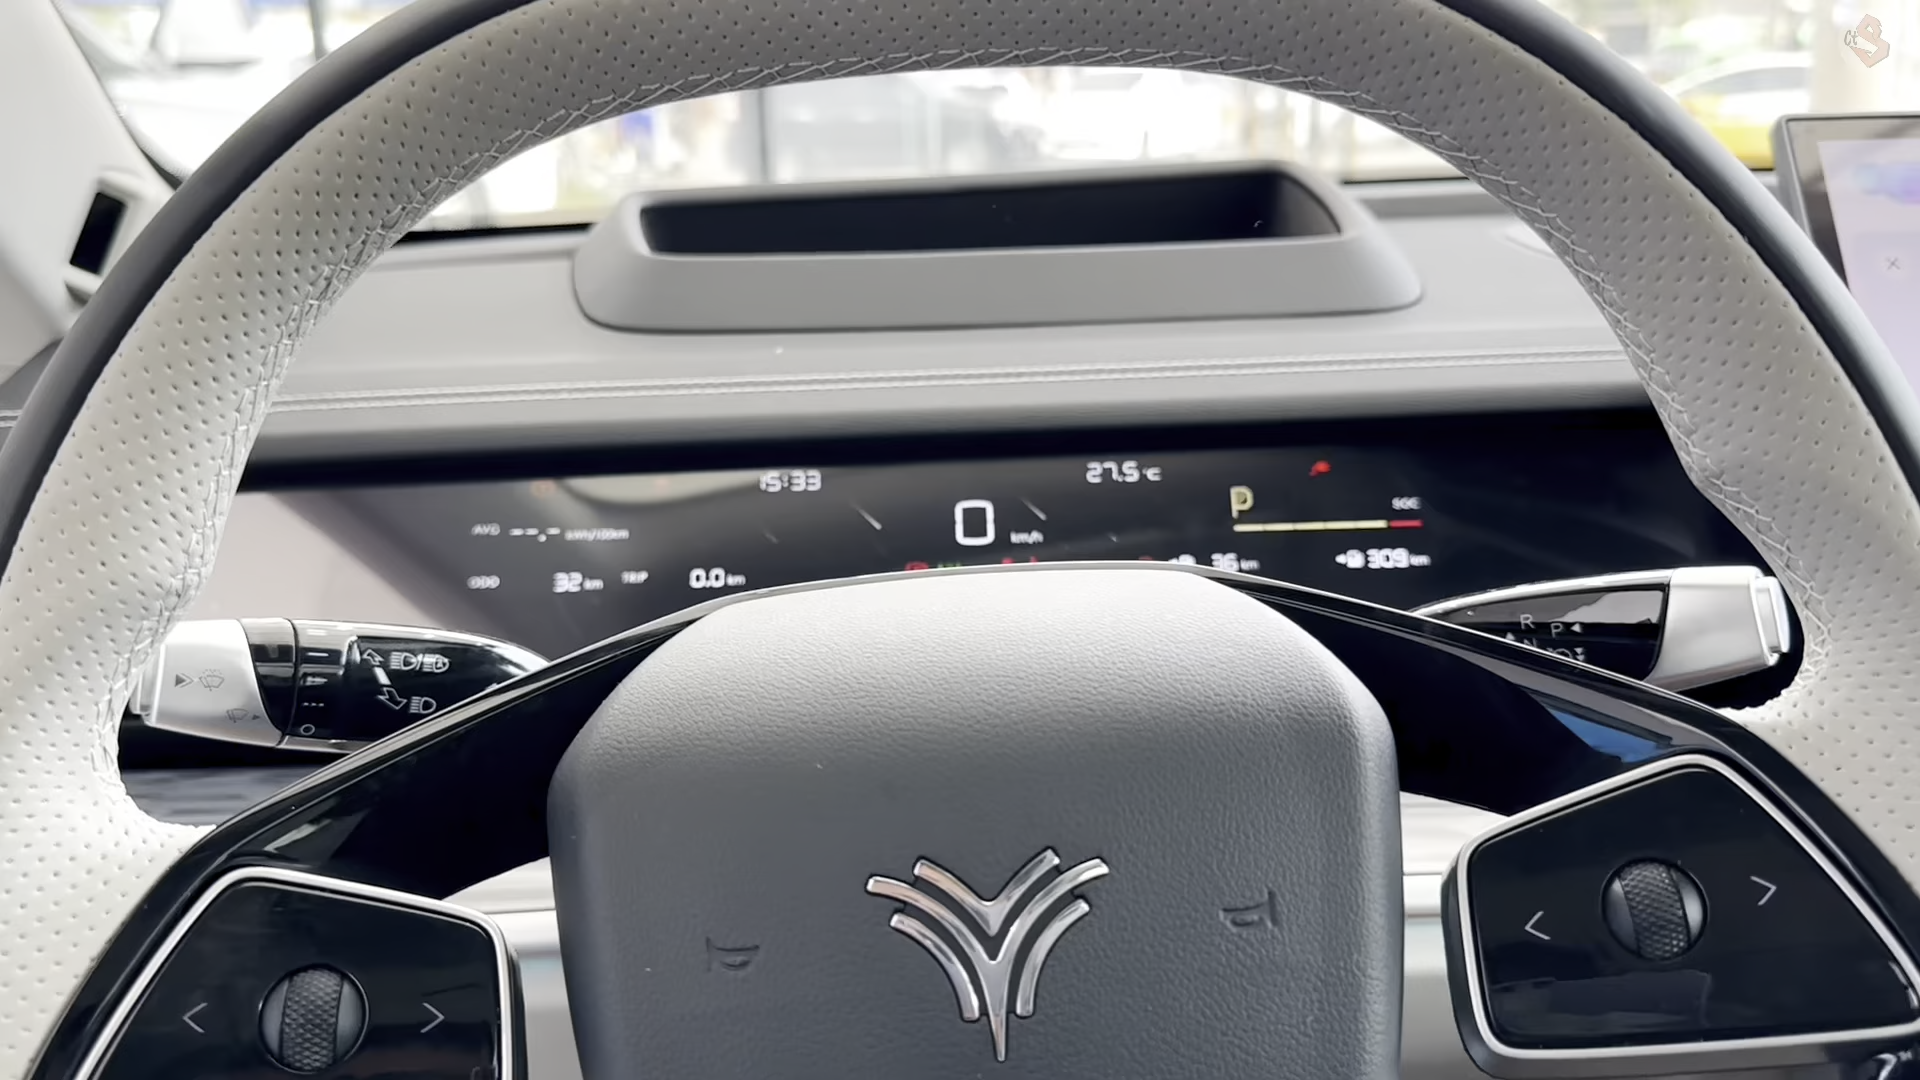 15:33 27.5 °C
P
AVG --.- kWh/100km 0 km/h SOC
ODO 32 km TRIP 0.0 km 36 km 309 km
R P
N